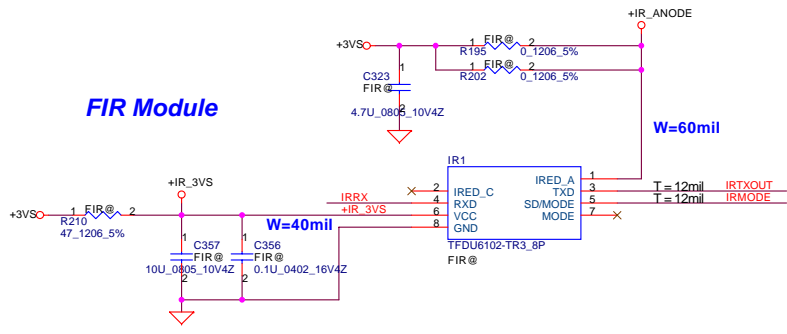 +IR_ANODE
+3VS
1 FIR@ 2
R195 0_1206_5%
1 FIR@ 2
R202 0_1206_5%
1
C323
FIR@
2
4.7U_0805_10V4Z
FIR Module
W=60mil
IR1
+IR_3VS
2 IRED_C IRED_A 1
IRRX 4 RXD TXD 3 T = 12mil IRTXOUT
+IR_3VS 6 VCC SD/MODE 5 T = 12mil IRMODE
8 GND MODE 7
+3VS 1 FIR@ 2
R210
47_1206_5%
W=40mil
TFDU6102-TR3_8P
FIR@
1 1
C357 C356
FIR@ FIR@
2 2
10U_0805_10V4Z 0.1U_0402_16V4Z